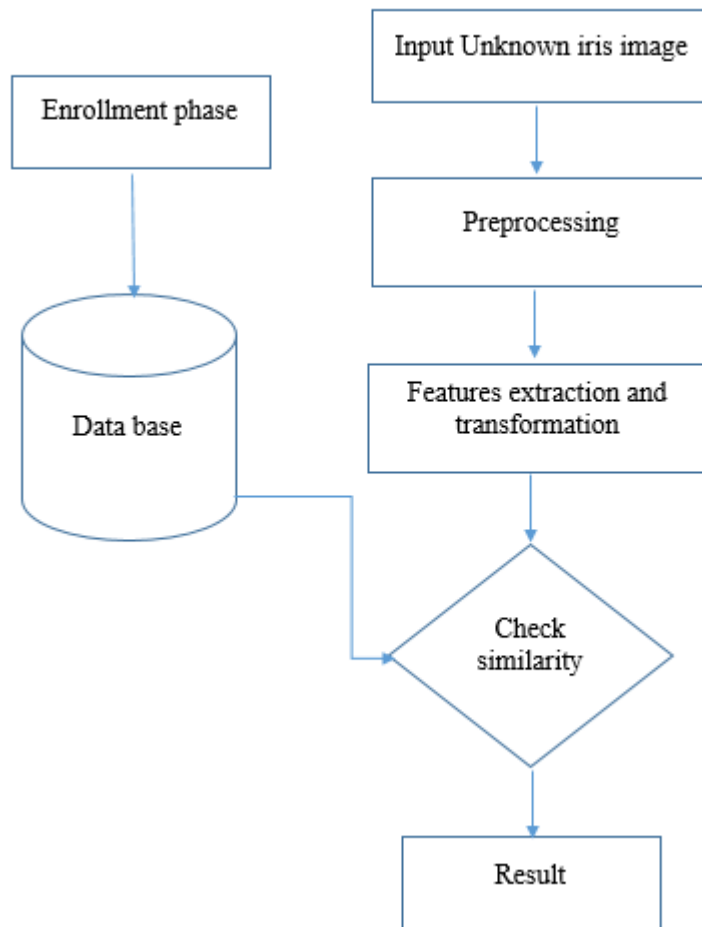 Input Unknown iris image
Enrollment phase
Preprocessing
Features extraction and
transformation
Data base
Check
similarity
Result